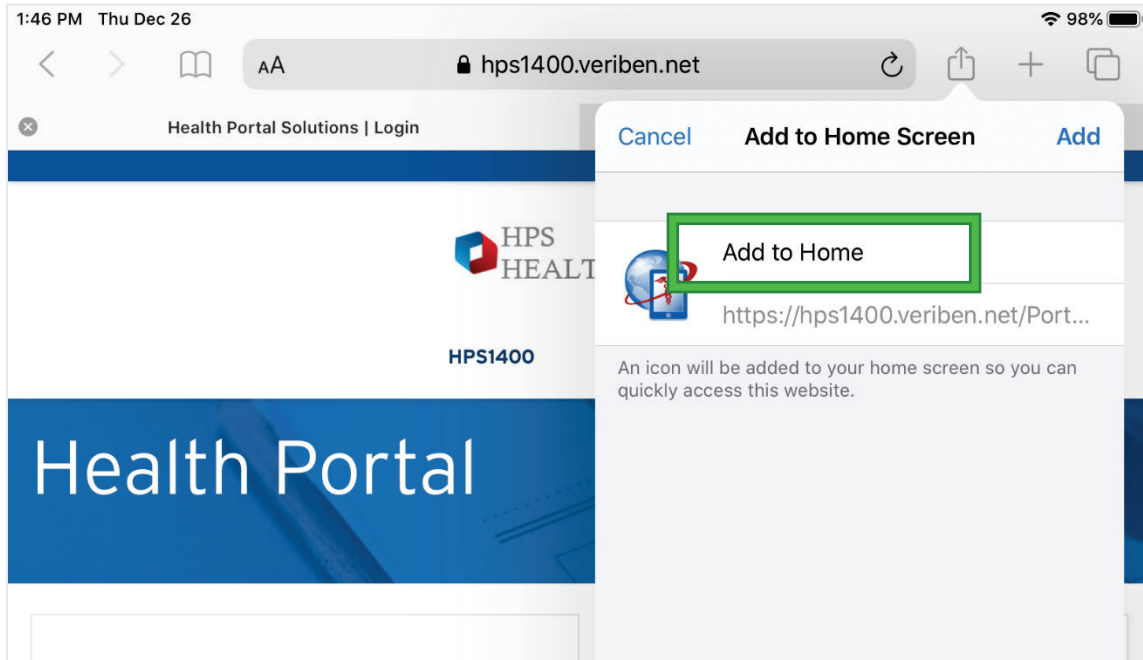 1:46 PM Thu Dec 26 98%
AA hps1400.veriben.net
Health Portal Solutions | Login
Cancel Add to Home Screen Add
HPS
HEALT
Add to Home
https://hps1400.veriben.net/Port...
HPS1400
An icon will be added to your home screen so you can
quickly access this website.
Health Portal